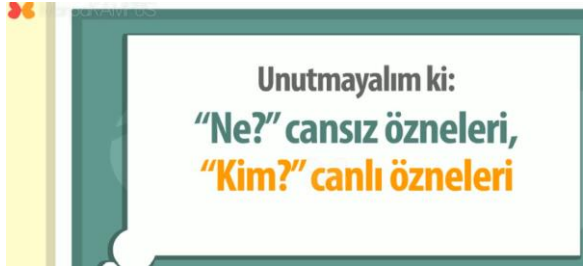 Unutmayalım ki:
“Ne?” cansız özneleri,
“Kim?” canlı özneleri